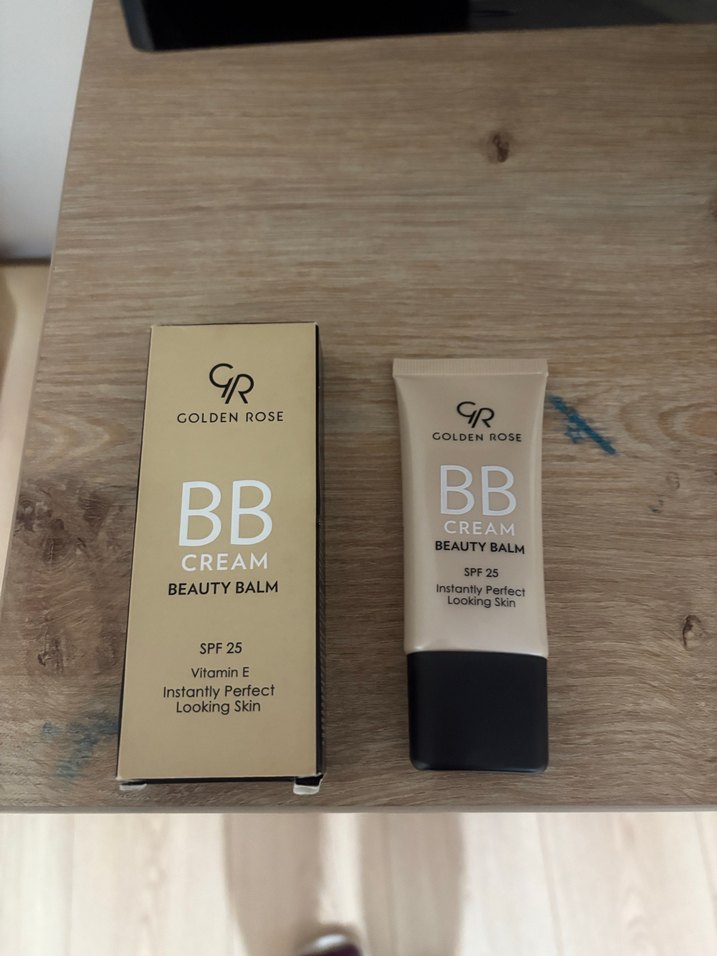 GR
GOLDEN ROSE
BB
CREAM
BEAUTY BALM
SPF 25
Vitamin E
Instantly Perfect
Looking Skin
GR
GOLDEN ROSE
BB
CREAM
BEAUTY BALM
SPF 25
Instantly Perfect
Looking Skin